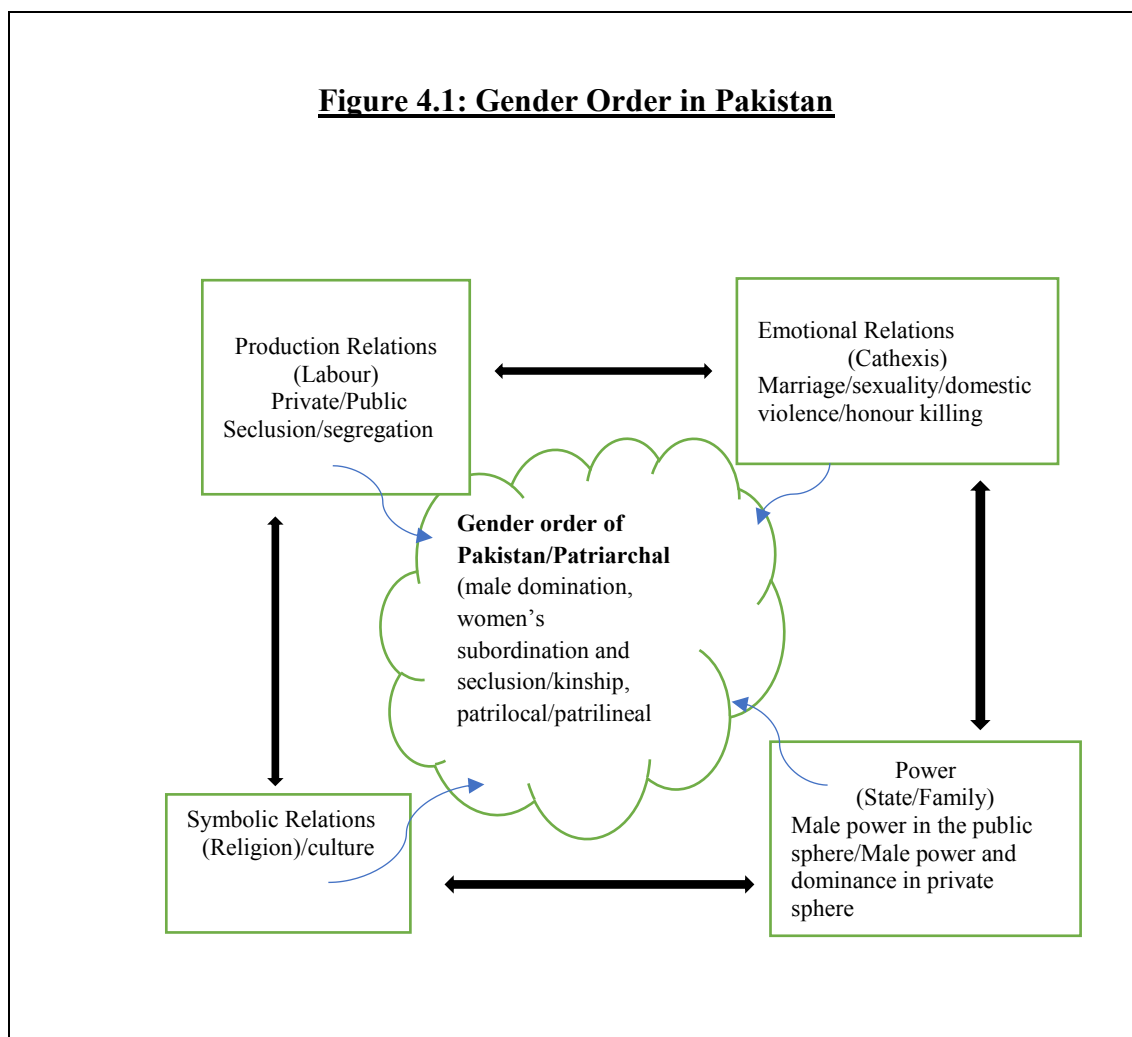 Figure 4.1: Gender Order in Pakistan
Production Relations
(Labour)
Private/Public
Seclusion/segregation
Emotional Relations
(Cathexis)
Marriage/sexuality/domestic
violence/honour killing
Gender order of
Pakistan/Patriarchal
(male domination,
women’s
subordination and
seclusion/kinship,
patrilocal/patrilineal
Symbolic Relations
(Religion)/culture
Power
(State/Family)
Male power in the public
sphere/Male power and
dominance in private
sphere